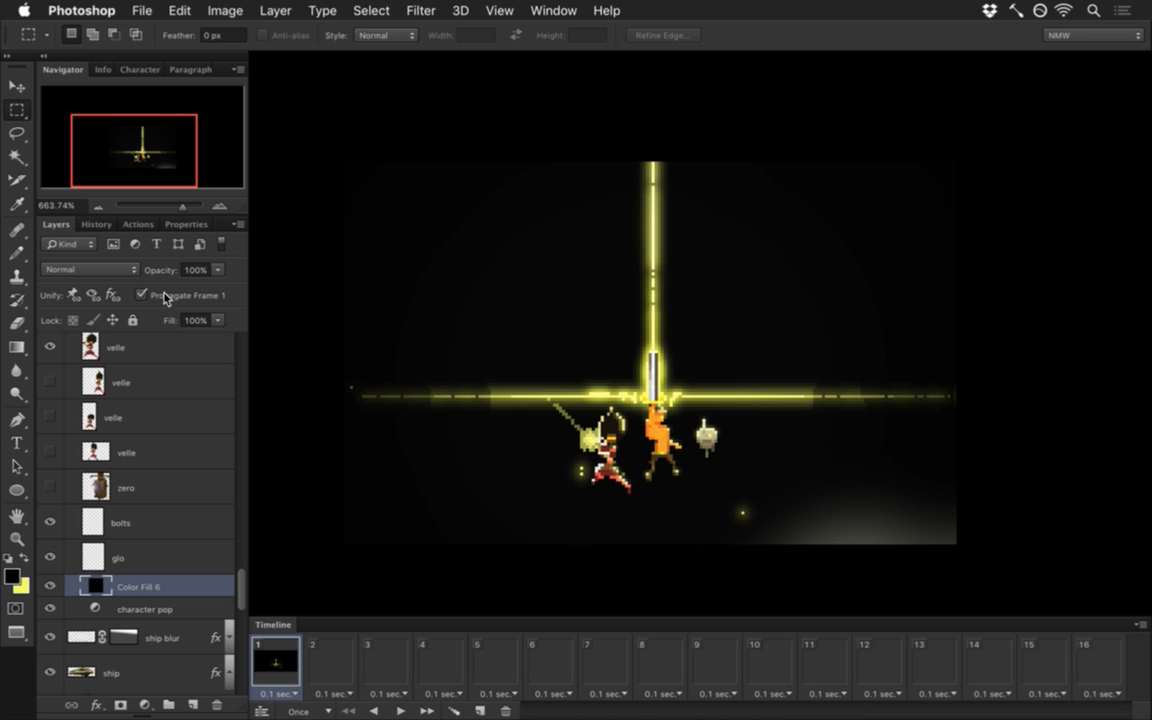 Photoshop File Edit Image Layer Type Select Filter 3D View Window Help
Feather: 0 px Anti-alias Style: Normal Width: Height: Refine Edge... NMW
Navigator Info Character Paragraph
663.74%
Layers History Actions Properties
Kind
Normal Opacity: 100%
Unify: Frame 1
Lock: Fill: 100%
velle
velle
velle
velle
zero
bolts
glo
Color Fill 6
character pop
ship blur fx
ship fx
Timeline
1 2 3 4 5 6 7 8 9 10 11 12 13 14 15 16
0.1 sec. 0.1 sec. 0.1 sec. 0.1 sec. 0.1 sec. 0.1 sec. 0.1 sec. 0.1 sec. 0.1 sec. 0.1 sec. 0.1 sec. 0.1 sec. 0.1 sec. 0.1 sec. 0.1 sec. 0.1 sec.
Once